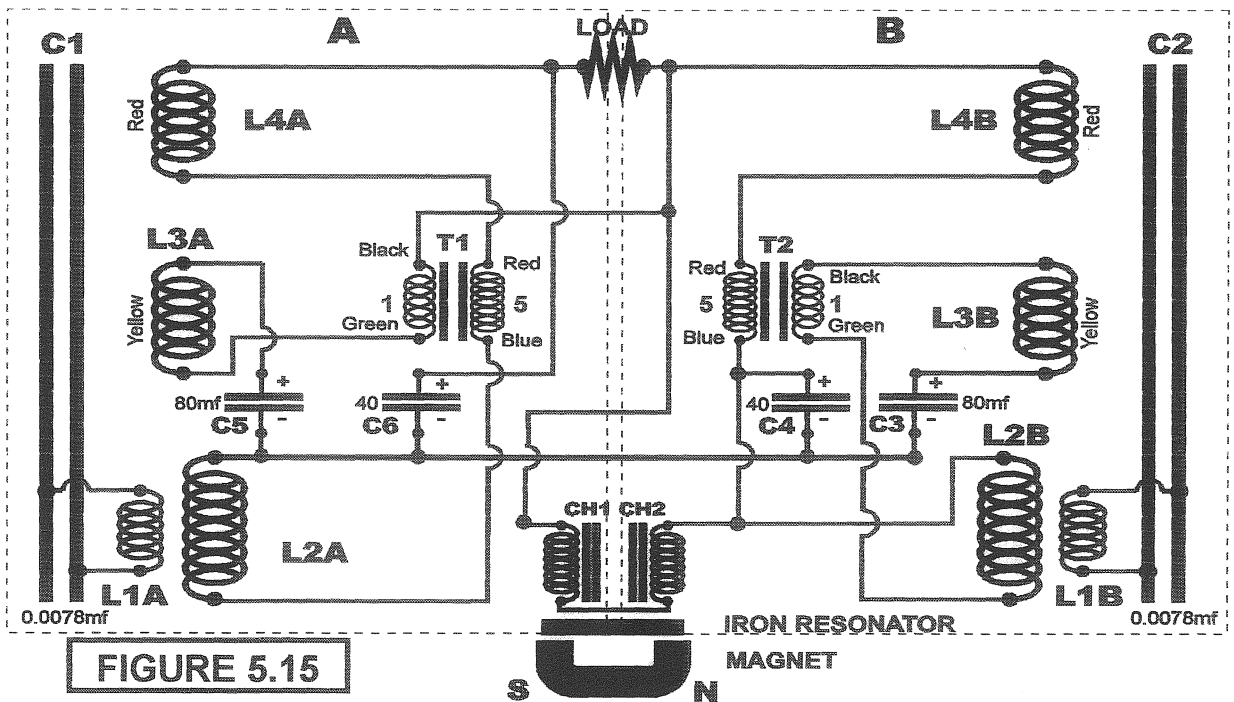 A
LOAD
B
C1
C2
Red
L4A
L4B
Red
L3A
Black
T1
Red
1
5
Green
Blue
Yellow
Red
T2
Black
5
1
Blue
Green
L3B
Yellow
+
80mf
-
C5
+
40
-
C6
+
40
-
C4
+
80mf
-
C3
L2B
CH1
CH2
L2A
L1A
L1B
0.0078mf
0.0078mf
IRON RESONATOR
MAGNET
S
N
FIGURE 5.15